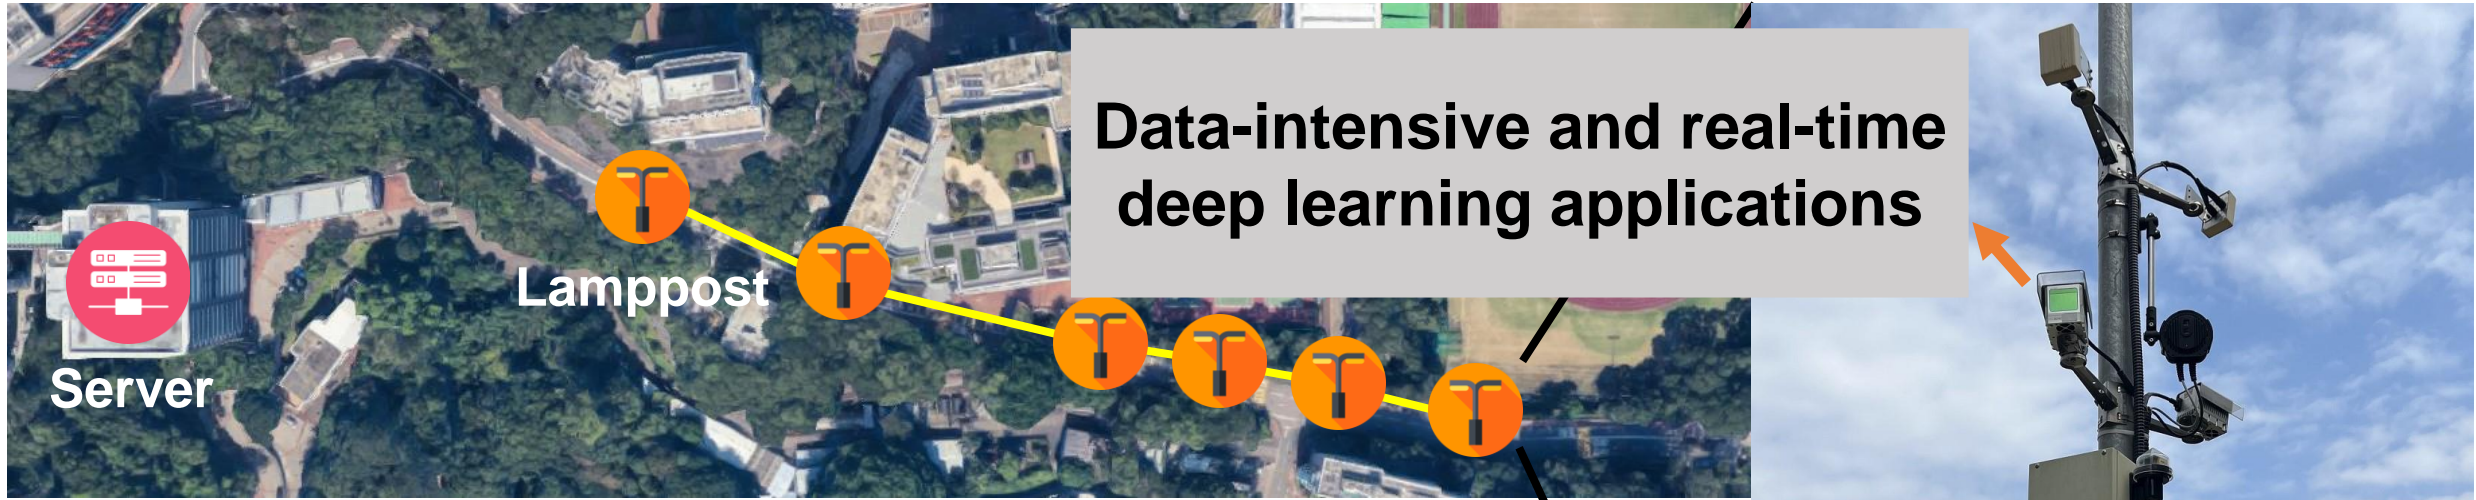 Data-intensive and real-time
deep learning applications
Lamppost
Server